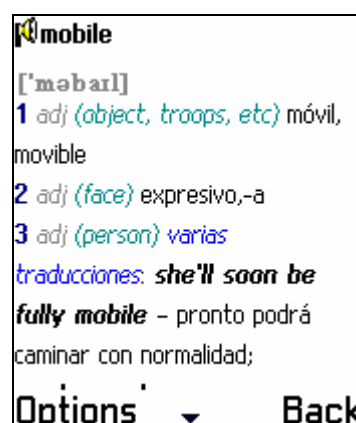 mobile
['məbaɪl]
1 adj (object, troops, etc) móvil,
movible
2 adj (face) expresivo,-a
3 adj (person) varias
traducciones: she'll soon be
fully mobile – pronto podrá
caminar con normalidad;
Options Back